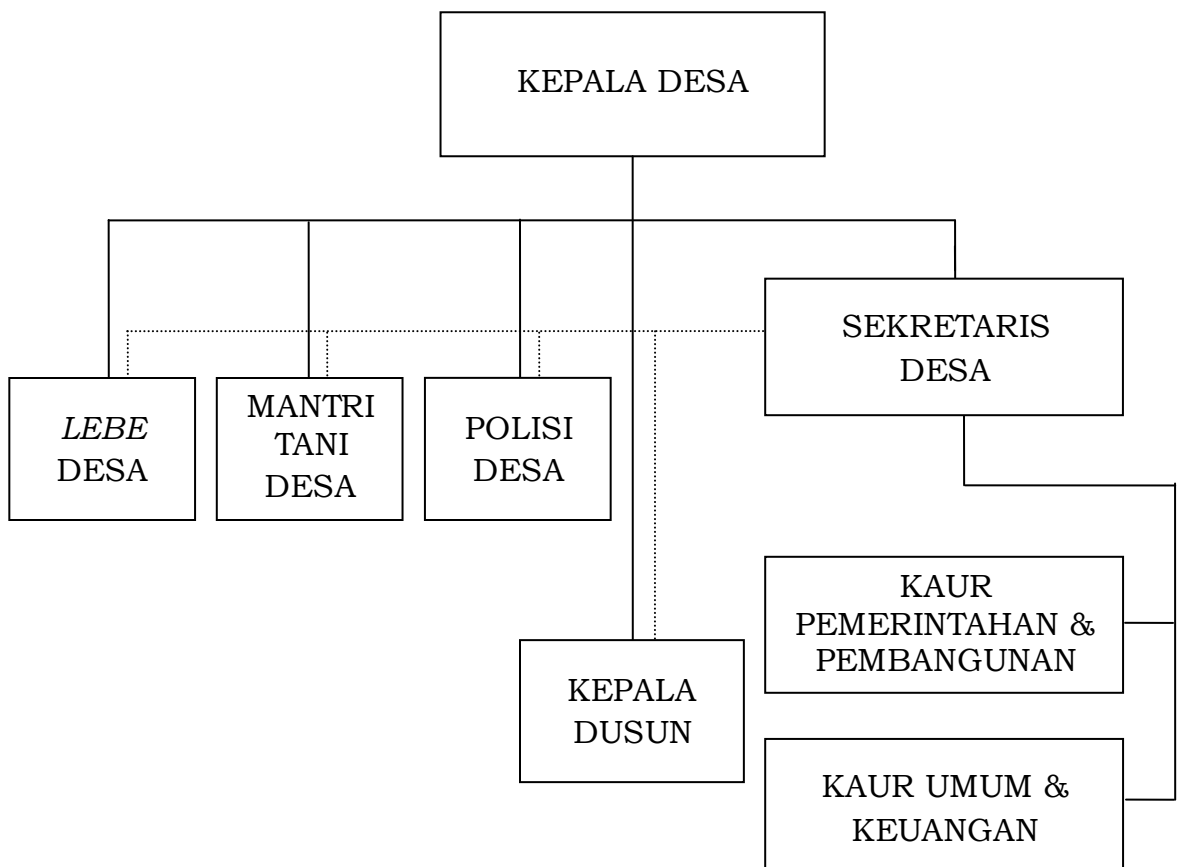 KEPALA DESA
SEKRETARIS
DESA
LEBE
DESA
MANTRI
TANI
DESA
POLISI
DESA
KAUR
PEMERINTAHAN &
PEMBANGUNAN
KEPALA
DUSUN
KAUR UMUM &
KEUANGAN